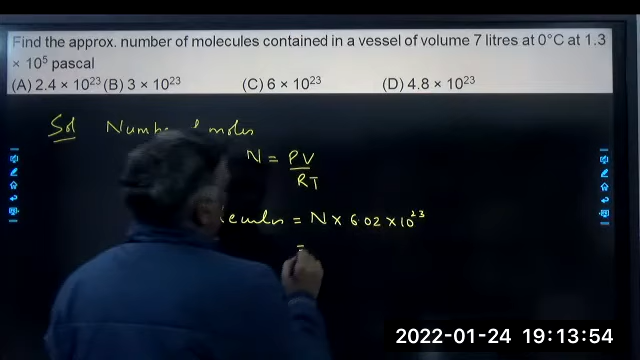 Find the approx. number of molecules contained in a vessel of volume 7 litres at 0°C at 1.3
× 10⁵ pascal
(A) 2.4 × 10²³ (B) 3 × 10²³ (C) 6 × 10²³ (D) 4.8 × 10²³
Sol Number moles
N = PV
RT
= N × 6.02 × 10²³
=
2022-01-24 19:13:54